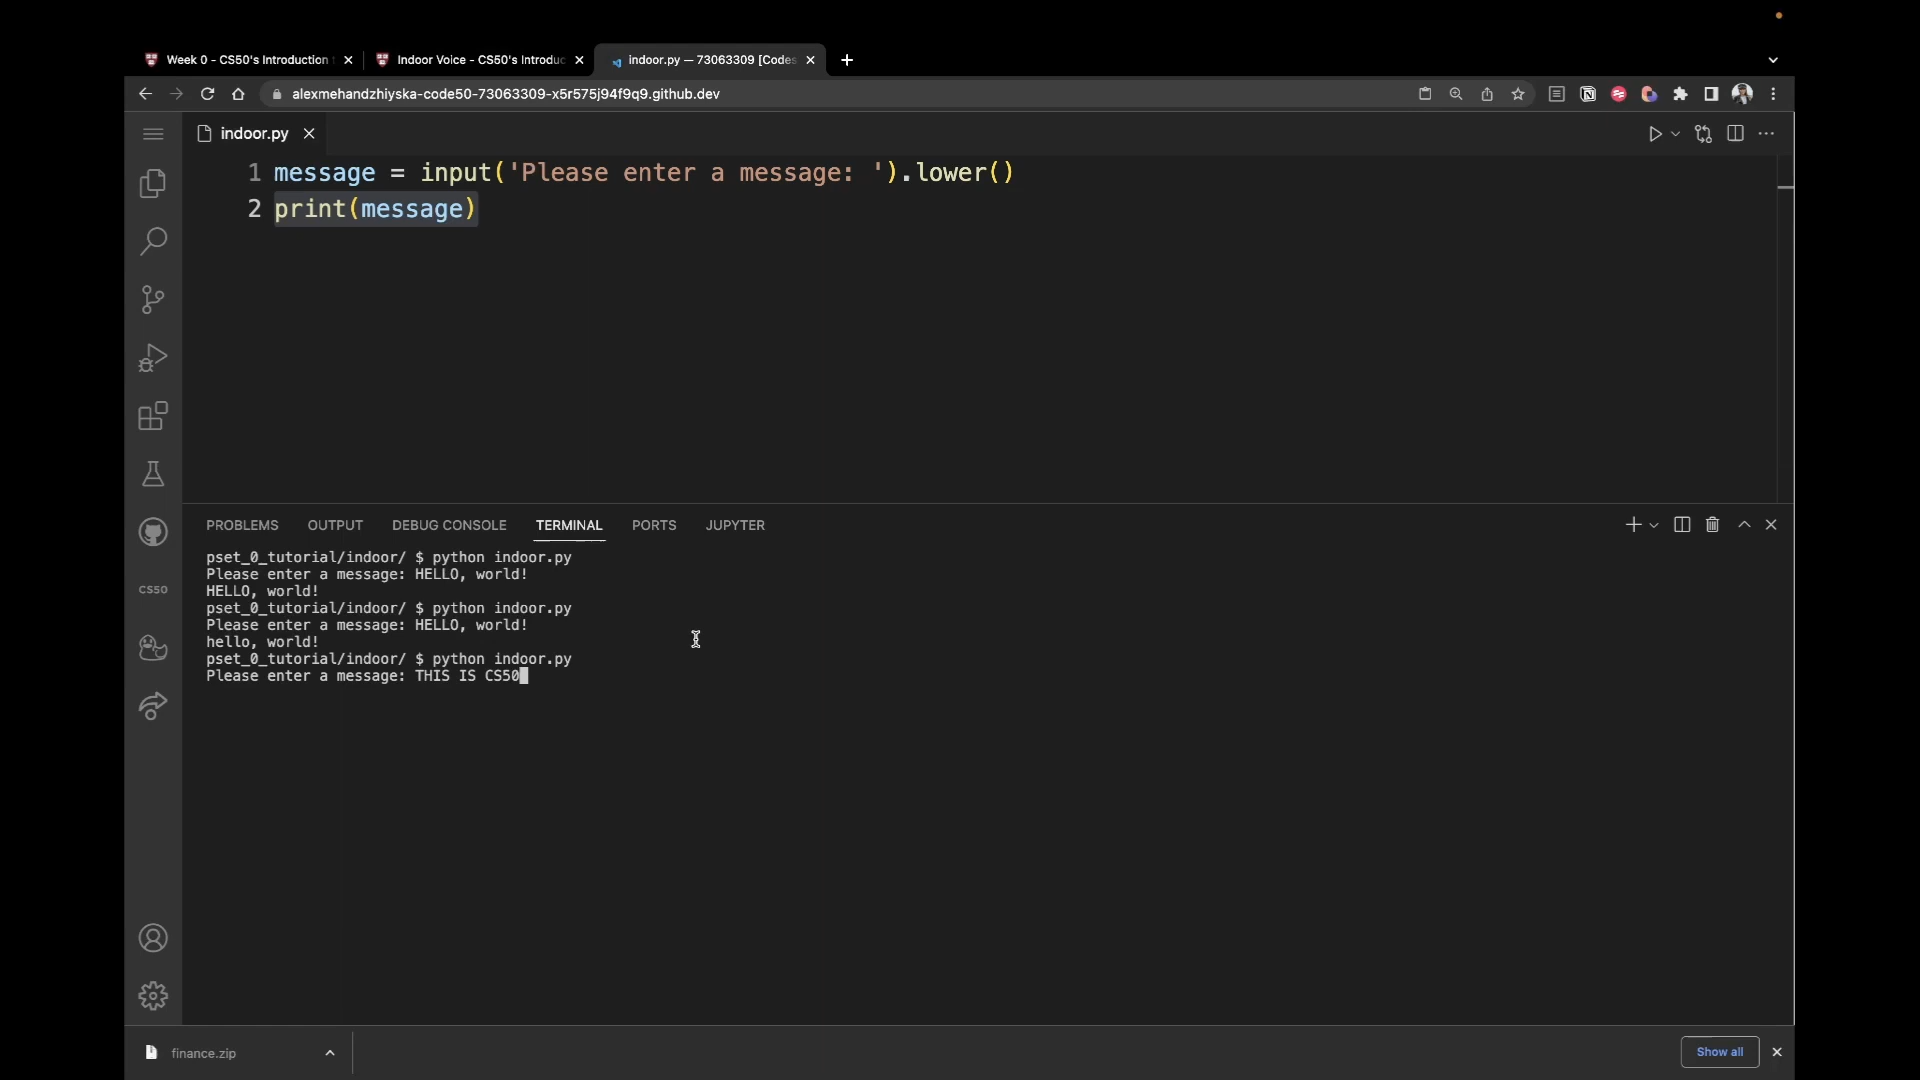 Week 0 - CS50's Introduction
Indoor Voice - CS50's Introduc
indoor.py — 73063309 [Codes
alexmehandzhiyska-code50-73063309-x5r575j94f9q9.github.dev
indoor.py
1 message = input('Please enter a message: ').lower()
2 print(message)
PROBLEMS OUTPUT DEBUG CONSOLE TERMINAL PORTS JUPYTER
pset_0_tutorial/indoor/ $ python indoor.py
Please enter a message: HELLO, world!
HELLO, world!
pset_0_tutorial/indoor/ $ python indoor.py
Please enter a message: HELLO, world!
hello, world!
pset_0_tutorial/indoor/ $ python indoor.py
Please enter a message: THIS IS CS50
CS50
finance.zip
Show all